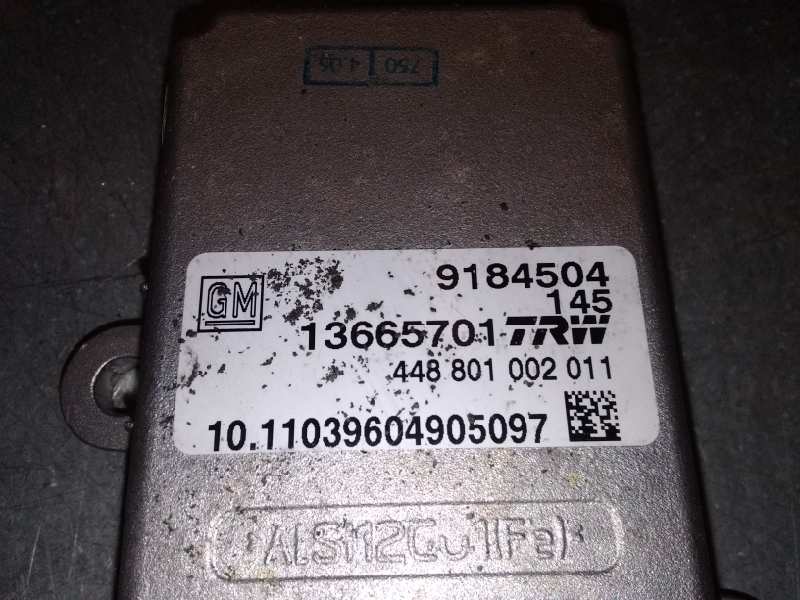 750 4 05
GM
9184504
145
13665701 TRW
448 801 002 011
10.11039604905097
>AlSi12Cu1(Fe)<